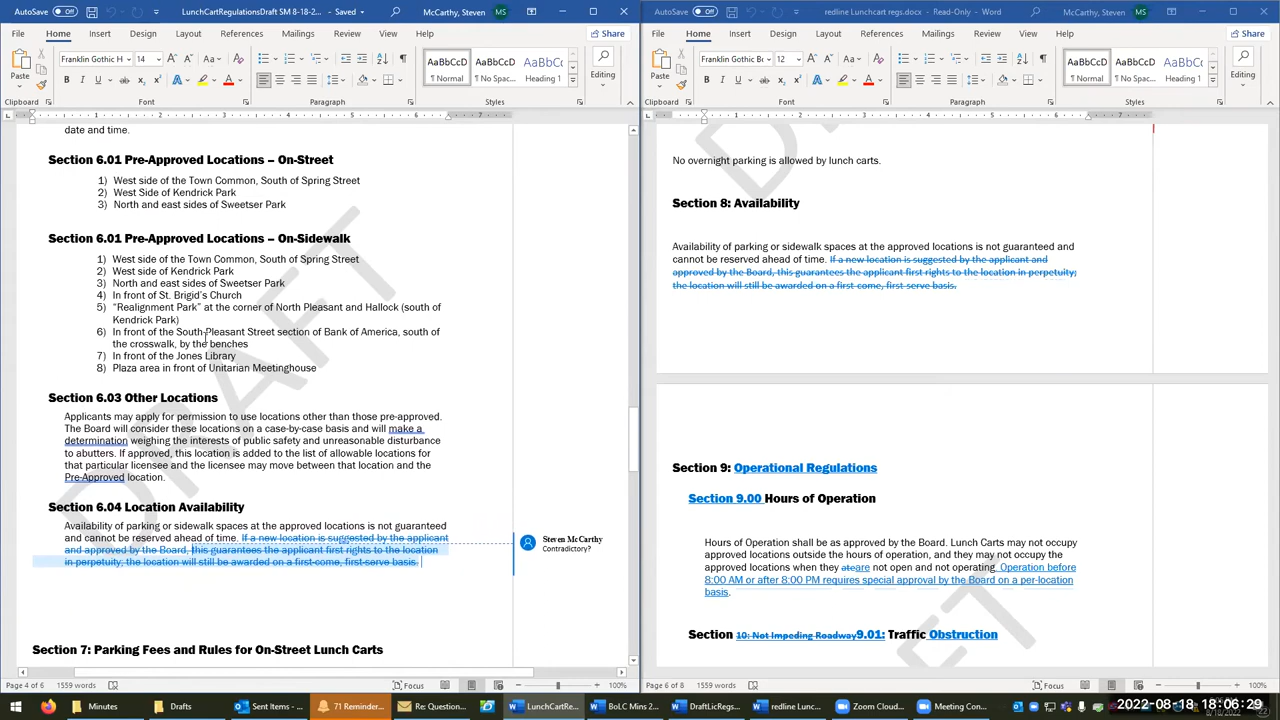 AutoSave Off LunchCartRegulationsDraft SM 8-18-2... - Saved McCarthy, Steven MS
File Home Insert Draw Design Layout References Mailings Review View Help Share
Paste Franklin Gothic H 14 AaBbCcD AaBbCcD AaBbCcD Editing
¶ Normal ¶ No Spac... Heading 1
Clipboard Font Paragraph Styles
date and time.
Section 6.01 Pre-Approved Locations – On-Street
1) West side of the Town Common, South of Spring Street
2) West Side of Kendrick Park
3) North and east sides of Sweetser Park
Section 6.01 Pre-Approved Locations – On-Sidewalk
1) West side of the Town Common, South of Spring Street
2) West side of Kendrick Park
3) North and east sides of Sweetser Park
4) In front of St. Brigid's Church
5) “Realignment Park” at the corner of North Pleasant and Hallock (south of
Kendrick Park)
6) In front of the South Pleasant Street section of Bank of America, south of
the crosswalk, by the benches
7) In front of the Jones Library
8) Plaza area in front of Unitarian Meetinghouse
Section 6.03 Other Locations
Applicants may apply for permission to use locations other than those pre-approved.
The Board will consider these locations on a case-by-case basis and will make a
determination weighing the interests of public safety and unreasonable disturbance
to abutters. If approved, this location is added to the list of allowable locations for
that particular licensee and the licensee may move between that location and the
Pre-Approved location.
Section 6.04 Location Availability
Availability of parking or sidewalk spaces at the approved locations is not guaranteed
and cannot be reserved ahead of time. If a new location is suggested by the applicant
and approved by the Board, this guarantees the applicant first rights to the location
in perpetuity; the location will still be awarded on a first-come, first-serve basis.
Steven McCarthy
Contradictory?
Section 7: Parking Fees and Rules for On-Street Lunch Carts
DRAFT
Page 4 of 6 1559 words Focus 100%
AutoSave Off redline Lunchcart regs.docx - Read-Only - Word McCarthy, Steven MS
File Home Insert Draw Design Layout References Mailings Review View Help Share
Paste Franklin Gothic Bo 12 AaBbCcD AaBbCcD AaBbCcD Editing
¶ Normal ¶ No Spac... Heading 1
Clipboard Font Paragraph Styles
No overnight parking is allowed by lunch carts.
Section 8: Availability
Availability of parking or sidewalk spaces at the approved locations is not guaranteed and
cannot be reserved ahead of time. If a new location is suggested by the applicant and
approved by the Board, this guarantees the applicant first rights to the location in perpetuity;
the location will still be awarded on a first-come, first-serve basis.
Section 9: Operational Regulations
Section 9.00 Hours of Operation
Hours of Operation shall be as approved by the Board. Lunch Carts may not occupy
approved locations outside the hours of operation, and they may not occupy the
approved locations when they ateare not open and not operating. Operation before
8:00 AM or after 8:00 PM requires special approval by the Board on a per-location
basis.
Section 10: Not Impeding Roadway9.01: Traffic Obstruction
Page 6 of 8 1559 words Focus 100%
Minutes Drafts Sent Items - ... 71 Reminder... Re: Question... LunchCartRe... BoLC Mins 2... DraftLicReg... redline Lunc... Zoom Cloud... Meeting Con...
2022-08-18 18:06:29